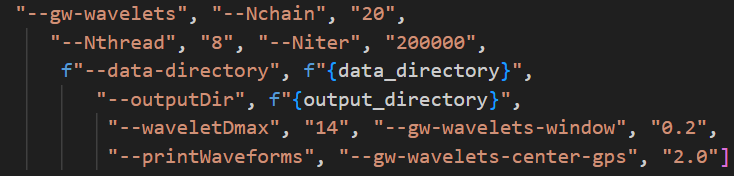 "--gw-wavelets", "--Nchain", "20",
"--Nthread", "8", "--Niter", "200000",
f"--data-directory", f"{data_directory}",
"--outputDir", f"{output_directory}",
"--waveletDmax", "14", "--gw-wavelets-window", "0.2",
"--printWaveforms", "--gw-wavelets-center-gps", "2.0"]